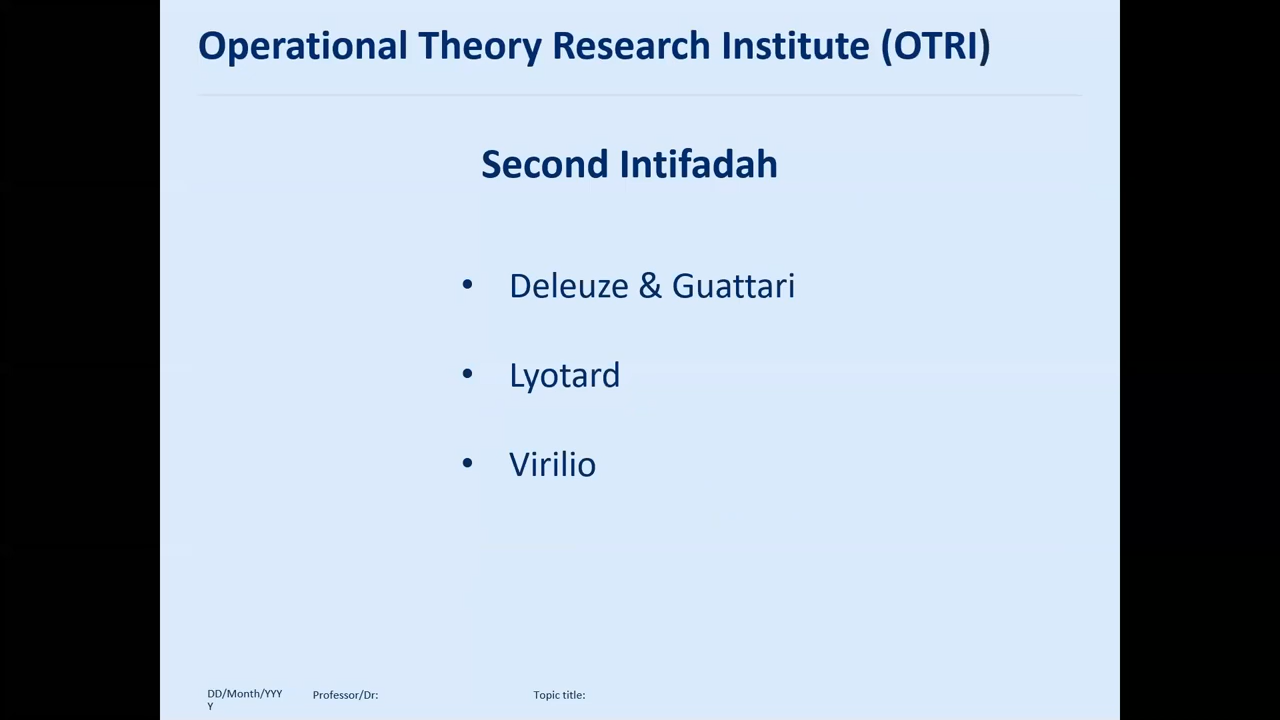 Operational Theory Research Institute (OTRI)
Second Intifadah
• Deleuze & Guattari
• Lyotard
• Virilio
DD/Month/YYY
Y
Professor/Dr:
Topic title: